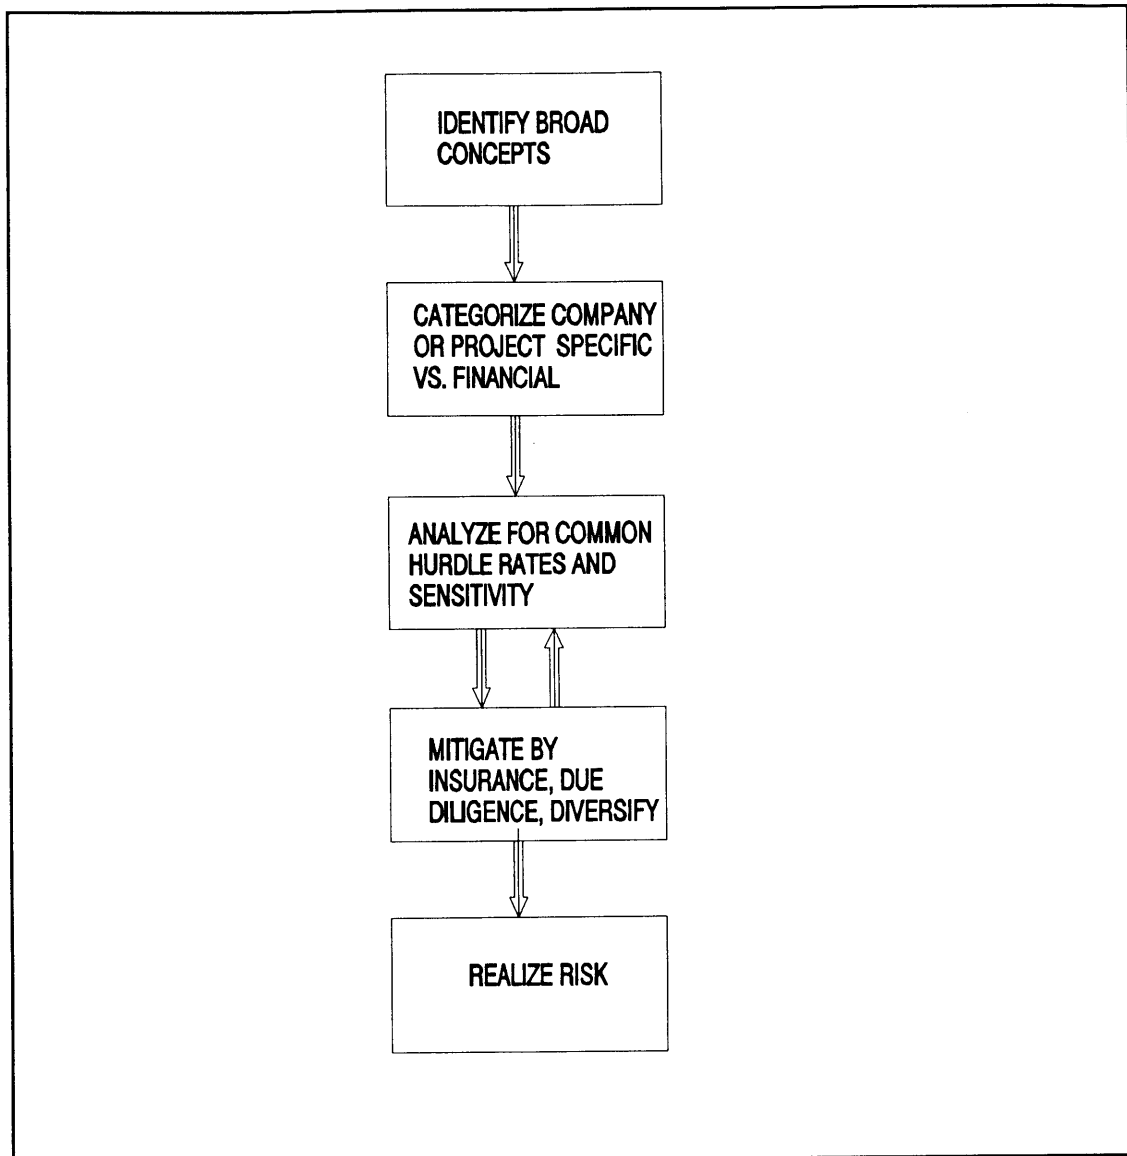 IDENTIFY BROAD
CONCEPTS
CATEGORIZE COMPANY
OR PROJECT SPECIFIC
VS. FINANCIAL
ANALYZE FOR COMMON
HURDLE RATES AND
SENSITIVITY
MITIGATE BY
INSURANCE, DUE
DILIGENCE, DIVERSIFY
REALIZE RISK